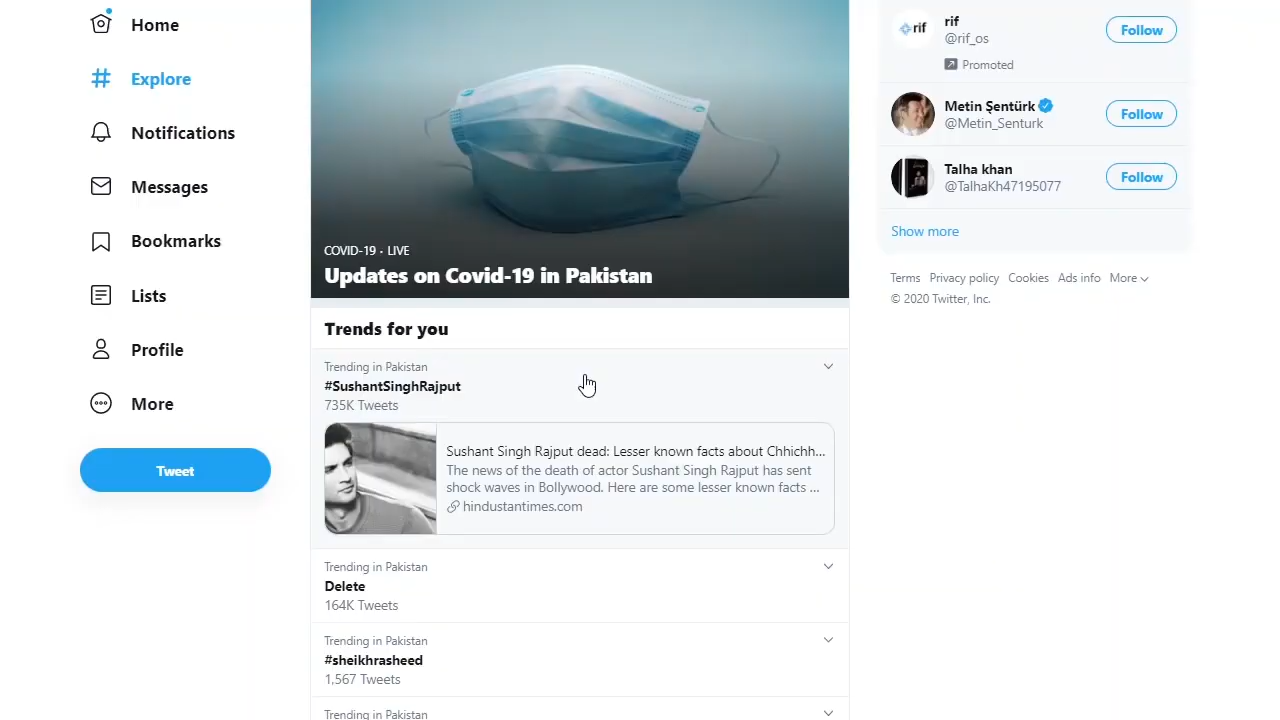 Home
Explore
Notifications
Messages
Bookmarks
Lists
Profile
More
Tweet
COVID-19 · LIVE
Updates on Covid-19 in Pakistan
Trends for you
Trending in Pakistan
#SushantSinghRajput
735K Tweets
Sushant Singh Rajput dead: Lesser known facts about Chhichh...
The news of the death of actor Sushant Singh Rajput has sent
shock waves in Bollywood. Here are some lesser known facts ...
hindustantimes.com
Trending in Pakistan
Delete
164K Tweets
Trending in Pakistan
#sheikhrasheed
1,567 Tweets
Trending in Pakistan
rif
rif
@rif_os
Promoted
Follow
Metin Şentürk
@Metin_Senturk
Follow
Talha khan
@TalhaKh47195077
Follow
Show more
Terms Privacy policy Cookies Ads info More
© 2020 Twitter, Inc.